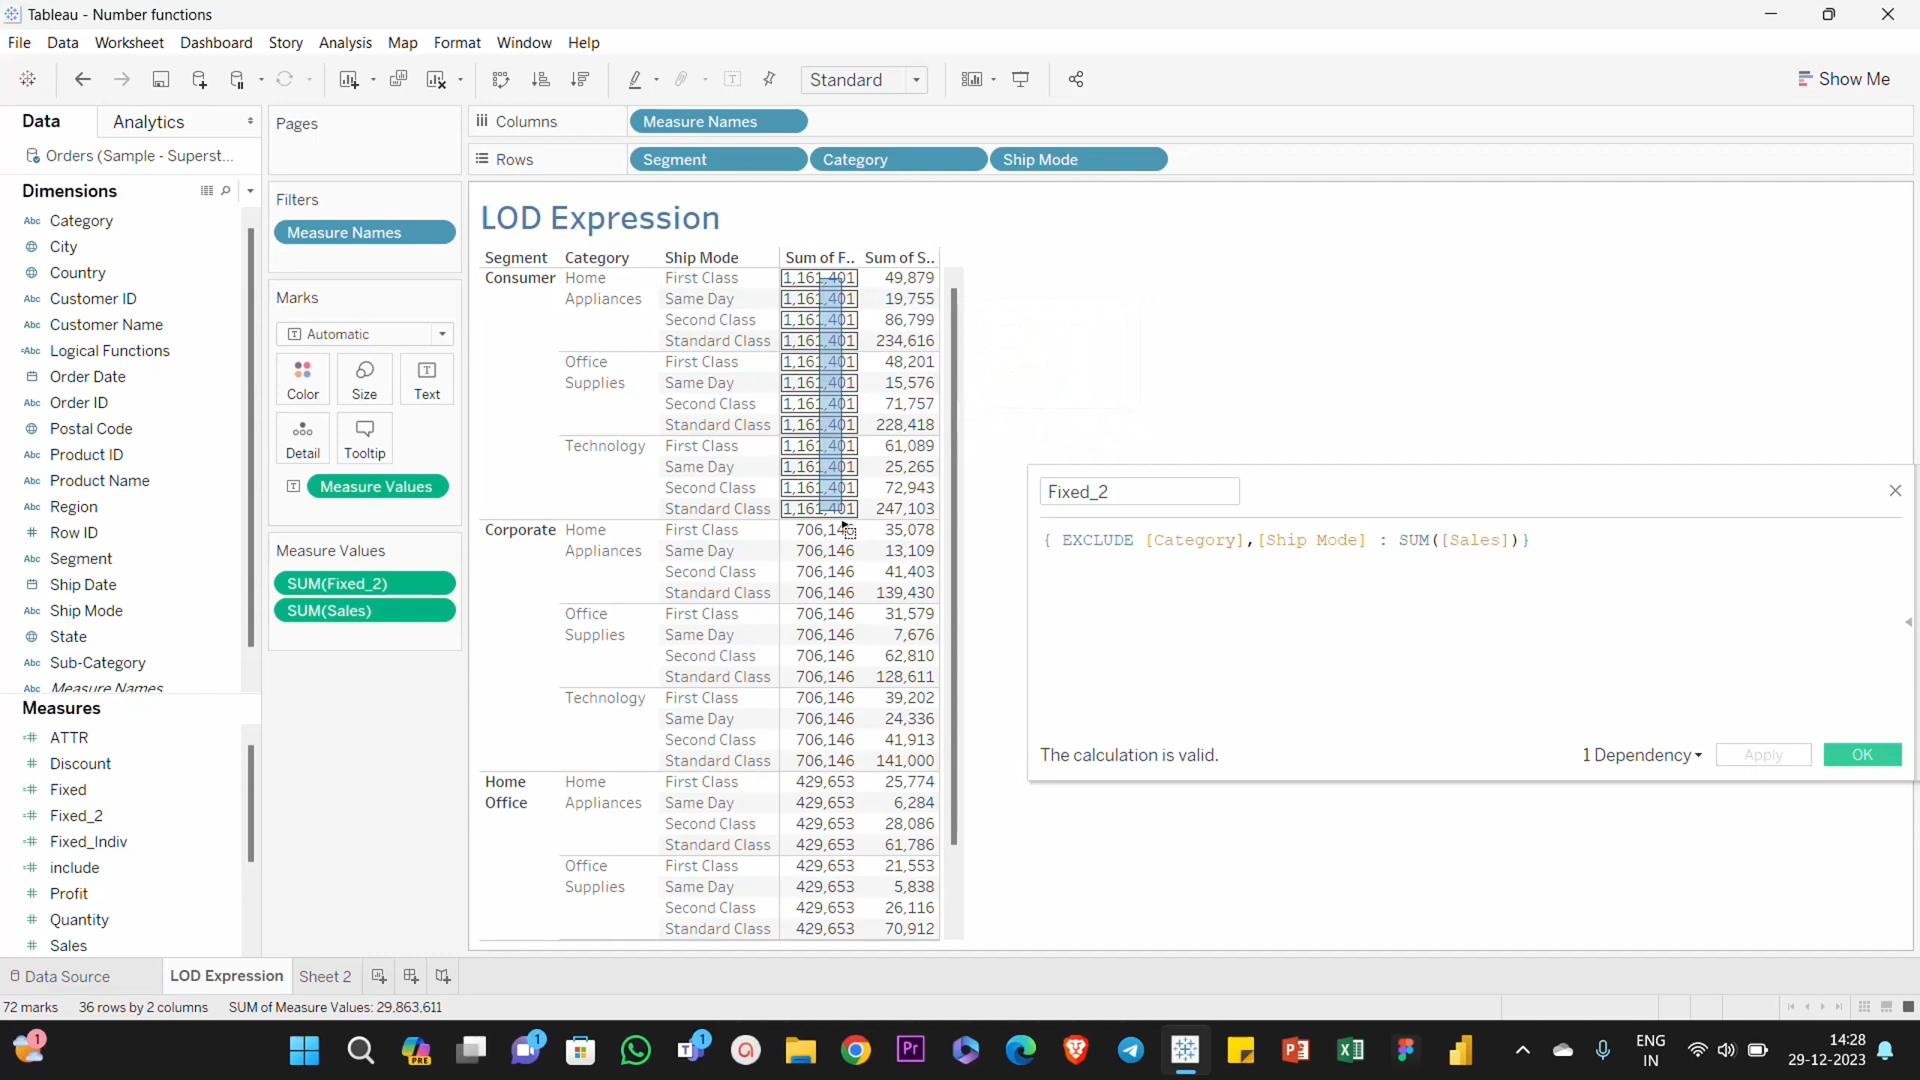 Tableau - Number functions
File Data Worksheet Dashboard Story Analysis Map Format Window Help
Standard
Show Me
Data
Analytics
Orders (Sample - Superst...
Dimensions
Abc Category
City
Country
Abc Customer ID
Abc Customer Name
=Abc Logical Functions
Order Date
Abc Order ID
Postal Code
Abc Product ID
Abc Product Name
Abc Region
# Row ID
Abc Segment
Ship Date
Abc Ship Mode
State
Abc Sub-Category
Abc Measure Names
Measures
=# ATTR
# Discount
=# Fixed
=# Fixed_2
=# Fixed_Indiv
=# include
# Profit
# Quantity
# Sales
Pages
Filters
Measure Names
Marks
Automatic
Color Size Text
Detail Tooltip
Measure Values
Measure Values
SUM(Fixed_2)
SUM(Sales)
Columns Measure Names
Rows Segment Category Ship Mode
LOD Expression
Segment Category Ship Mode Sum of F.. Sum of S..
Consumer Home First Class 1,161,401 49,879
Appliances Same Day 1,161,401 19,755
Second Class 1,161,401 86,799
Standard Class 1,161,401 234,616
Office First Class 1,161,401 48,201
Supplies Same Day 1,161,401 15,576
Second Class 1,161,401 71,757
Standard Class 1,161,401 228,418
Technology First Class 1,161,401 61,089
Same Day 1,161,401 25,265
Second Class 1,161,401 72,943
Standard Class 1,161,401 247,103
Corporate Home First Class 706,146 35,078
Appliances Same Day 706,146 13,109
Second Class 706,146 41,403
Standard Class 706,146 139,430
Office First Class 706,146 31,579
Supplies Same Day 706,146 7,676
Second Class 706,146 62,810
Standard Class 706,146 128,611
Technology First Class 706,146 39,202
Same Day 706,146 24,336
Second Class 706,146 41,913
Standard Class 706,146 141,000
Home Home First Class 429,653 25,774
Office Appliances Same Day 429,653 6,284
Second Class 429,653 28,086
Standard Class 429,653 61,786
Office First Class 429,653 21,553
Supplies Same Day 429,653 5,838
Second Class 429,653 26,116
Standard Class 429,653 70,912
Fixed_2
{ EXCLUDE [Category],[Ship Mode] : SUM([Sales])}
The calculation is valid.
1 Dependency
Apply
OK
Data Source
LOD Expression
Sheet 2
72 marks 36 rows by 2 columns SUM of Measure Values: 29,863,611
1
PRE
1
1
Pr
ENG
IN
14:28
29-12-2023